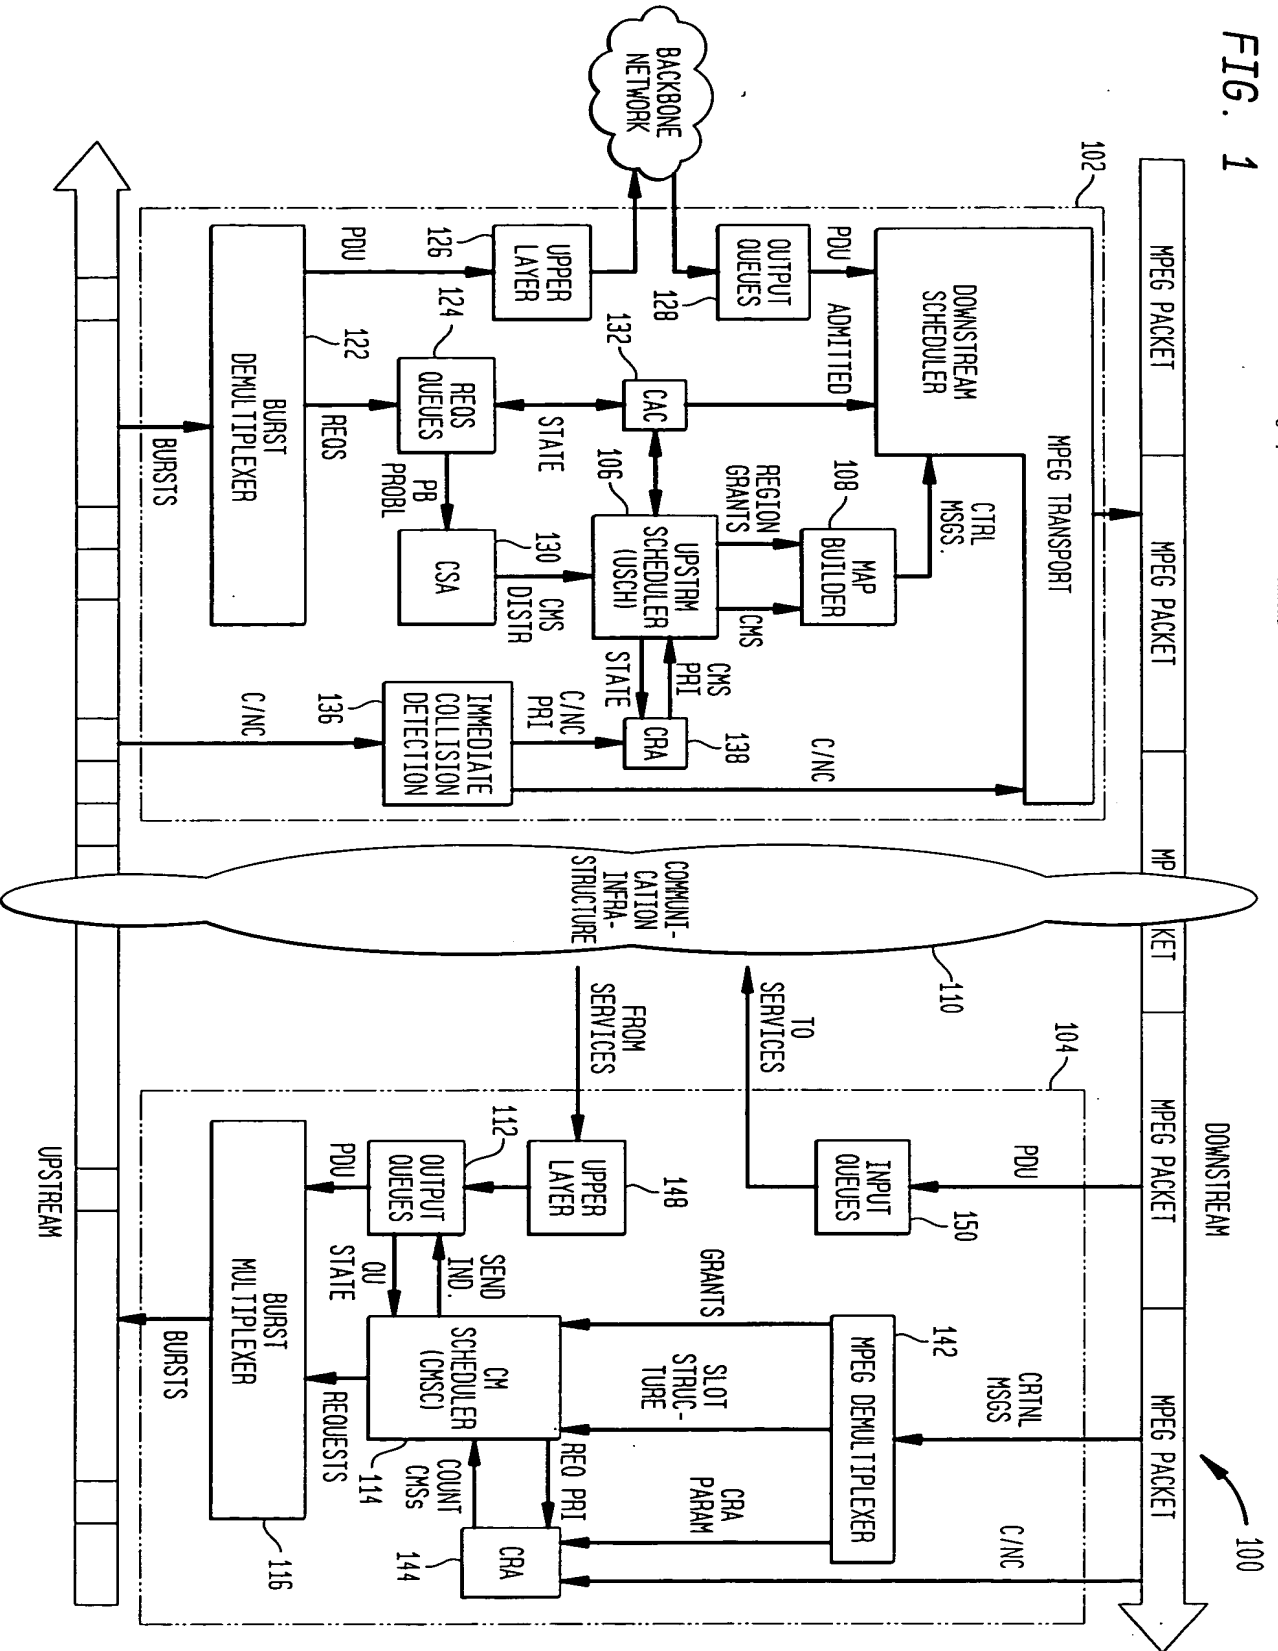 FIG. 1
100
DOWNSTREAM
MPEG PACKET
MPEG PACKET
MP
KET
MPEG PACKET
MPEG PACKET
102
MPEG TRANSPORT
DOWNSTREAM
SCHEDULER
PDU
ADMITTED
CTRL
MSGS.
C/NC
OUTPUT
QUEUES
128
MAP
BUILDER
108
REGION
GRANTS
CMS
BACKBONE
NETWORK
CAC
132
UPSTRM
SCHEDULER
(USCH)
106
CMS
PRI
STATE
CRA
138
UPPER
LAYER
126
STATE
CMS
DISTR
C/NC
PRI
REQS
QUEUES
124
PB
PROBL
CSA
130
IMMEDIATE
COLLISION
DETECTION
136
PDU
REQS
122
BURST
DEMULTIPLEXER
BURSTS
C/NC
COMMUNI-
CATION
INFRA-
STRUCTURE
110
104
PDU
CRTNL
MSGS
C/NC
INPUT
QUEUES
150
MPEG DEMULTIPLEXER
142
TO
SERVICES
GRANTS
SLOT
STRUC-
TURE
CRA
PARAM
FROM
SERVICES
UPPER
LAYER
148
OUTPUT
QUEUES
112
SEND
IND.
QU
STATE
CM
SCHEDULER
(CMSC)
114
REQ PRI
COUNT
CMSs
CRA
144
PDU
REQUESTS
BURST
MULTIPLEXER
116
BURSTS
UPSTREAM